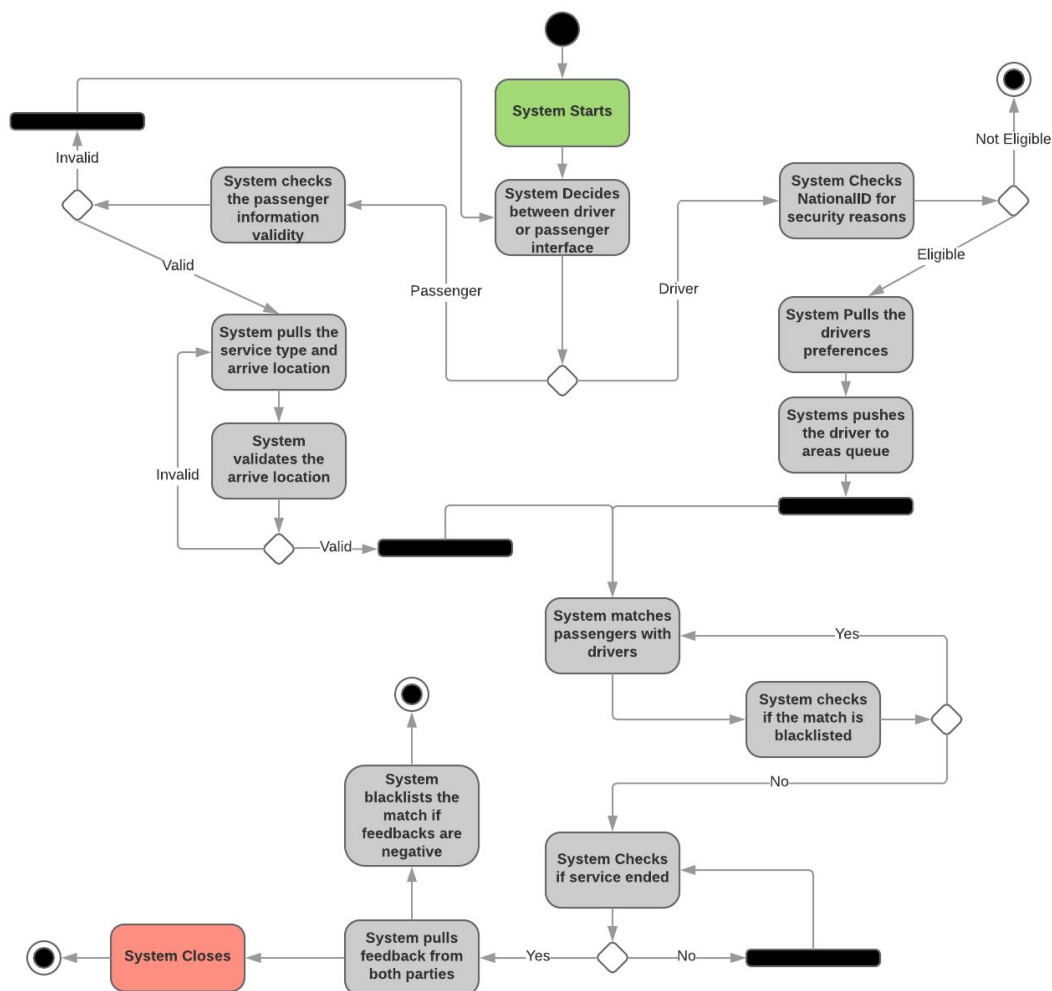 System Starts
Not Eligible
Invalid
System checks
the passenger
information
validity
System Decides
between driver
or passenger
interface
System Checks
NationalID for
security reasons
Valid
Passenger
Driver
Eligible
System pulls the
service type and
arrive location
System Pulls the
drivers
preferences
System
validates the
arrive location
Invalid
Systems pushes
the driver to
areas queue
Valid
System matches
passengers with
drivers
Yes
System checks
if the match is
blacklisted
No
System
blacklists the
match if
feedbacks are
negative
System Checks
if service ended
System Closes
System pulls
feedback from
both parties
Yes
No